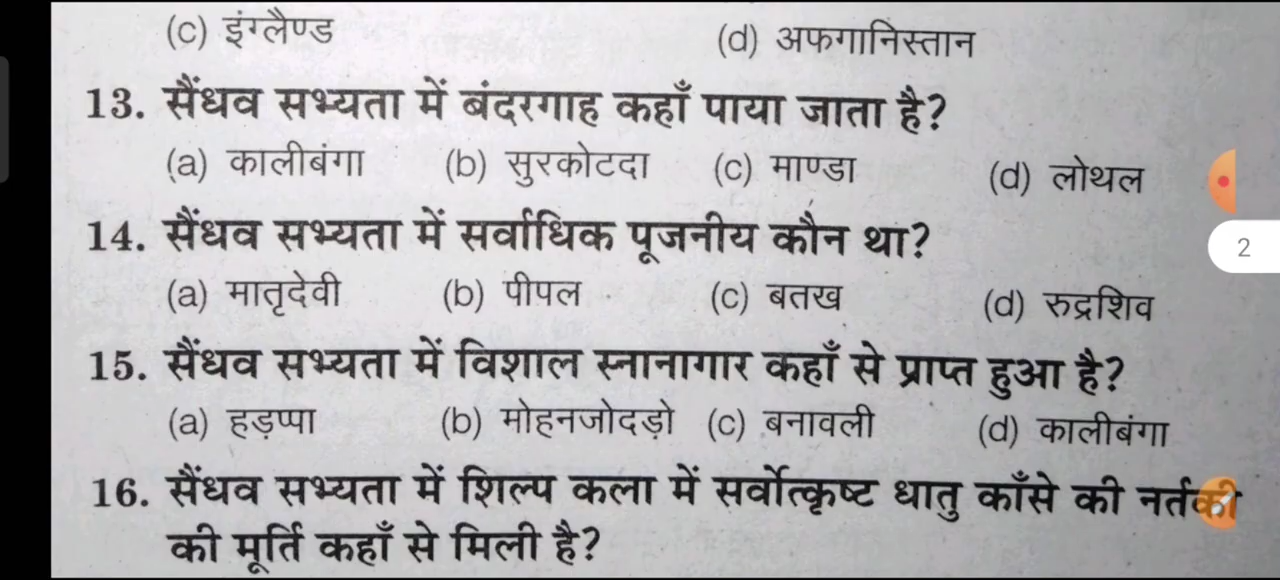 (c) इंग्लैण्ड (d) अफगानिस्तान
13. सैंधव सभ्यता में बंदरगाह कहाँ पाया जाता है?
(a) कालीबंगा (b) सुरकोटदा (c) माण्डा (d) लोथल
2
14. सैंधव सभ्यता में सर्वाधिक पूजनीय कौन था?
(a) मातृदेवी (b) पीपल (c) बतख (d) रुद्रशिव
15. सैंधव सभ्यता में विशाल स्नानागार कहाँ से प्राप्त हुआ है?
(a) हड़प्पा (b) मोहनजोदड़ो (c) बनावली (d) कालीबंगा
16. सैंधव सभ्यता में शिल्प कला में सर्वोत्कृष्ट धातु काँसे की नर्तकी
की मूर्ति कहाँ से मिली है?